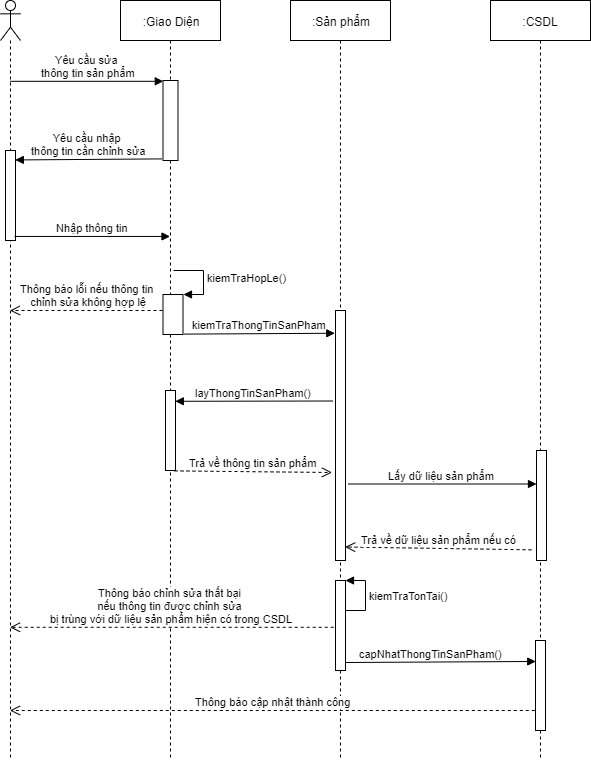 :Giao Diện
:Sản phẩm
:CSDL
Yêu cầu sửa
thông tin sản phẩm
Yêu cầu nhập
thông tin cần chỉnh sửa
Nhập thông tin
kiemTraHopLe()
Thông báo lỗi nếu thông tin
chỉnh sửa không hợp lệ
kiemTraThongTinSanPham
layThongTinSanPham()
Trả về thông tin sản phẩm
Lấy dữ liệu sản phẩm
Trả về dữ liệu sản phẩm nếu có
Thông báo chỉnh sửa thất bại
nếu thông tin được chỉnh sửa
bị trùng với dữ liệu sản phẩm hiện có trong CSDL
kiemTraTonTai()
capNhatThongTinSanPham()
Thông báo cập nhật thành công